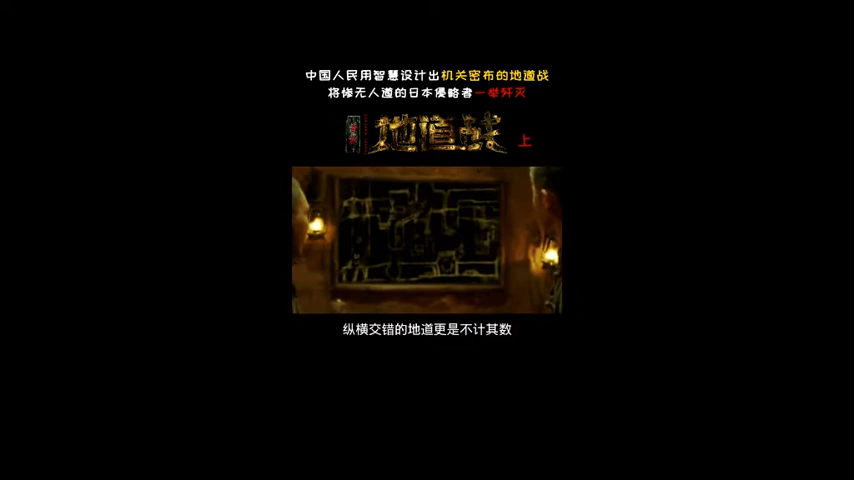 中国人民用智慧设计出机关密布的地道战
将惨无人道的日本侵略者一举歼灭
地道战 上
纵横交错的地道更是不计其数